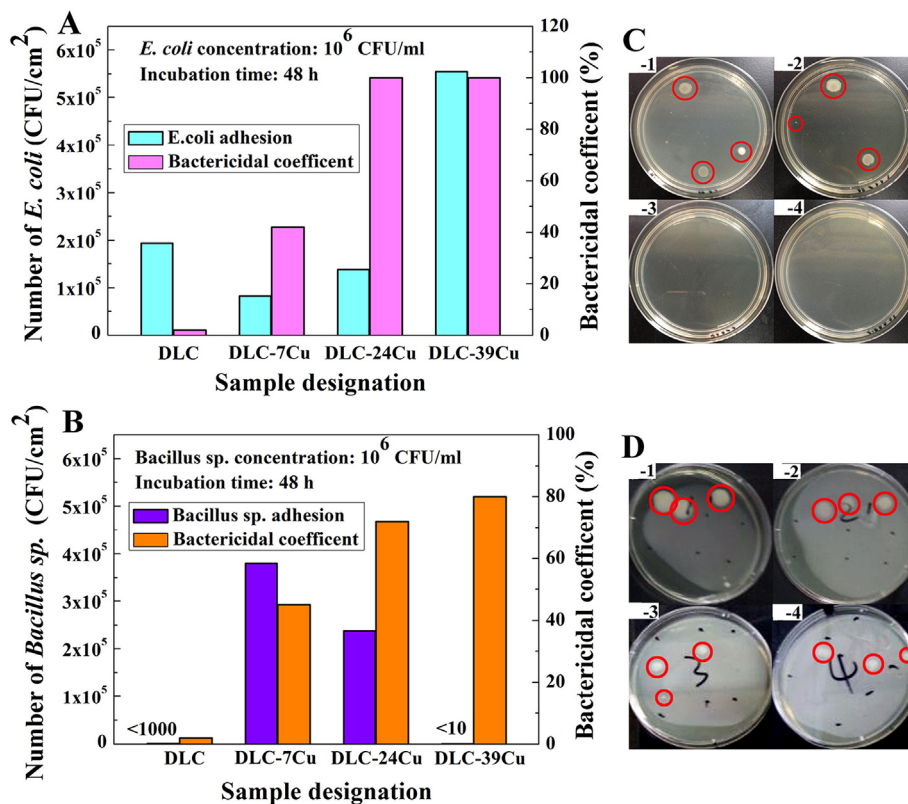 A
E. coli concentration: 10^6 CFU/ml
Incubation time: 48 h
E.coli adhesion
Bactericidal coefficent
Number of E. coli (CFU/cm^2)
6x10^5
5x10^5
4x10^5
3x10^5
2x10^5
1x10^5
0
Bactericidal coefficent (%)
120
100
80
60
40
20
0
DLC DLC-7Cu DLC-24Cu DLC-39Cu
Sample designation
C
-1 -2
-3 -4
B
Bacillus sp. concentration: 10^6 CFU/ml
Incubation time: 48 h
Bacillus sp. adhesion
Bactericidal coefficent
Number of Bacillus sp. (CFU/cm^2)
6x10^5
5x10^5
4x10^5
3x10^5
2x10^5
1x10^5
0
<1000 <10
Bactericidal coefficent (%)
100
80
60
40
20
0
DLC DLC-7Cu DLC-24Cu DLC-39Cu
Sample designation
D
-1 -2
1 2
-3 -4
3 4